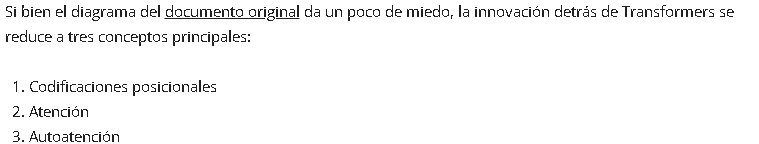 Si bien el diagrama del documento original da un poco de miedo, la innovación detrás de Transformers se
reduce a tres conceptos principales:
1. Codificaciones posicionales
2. Atención
3. Autoatención